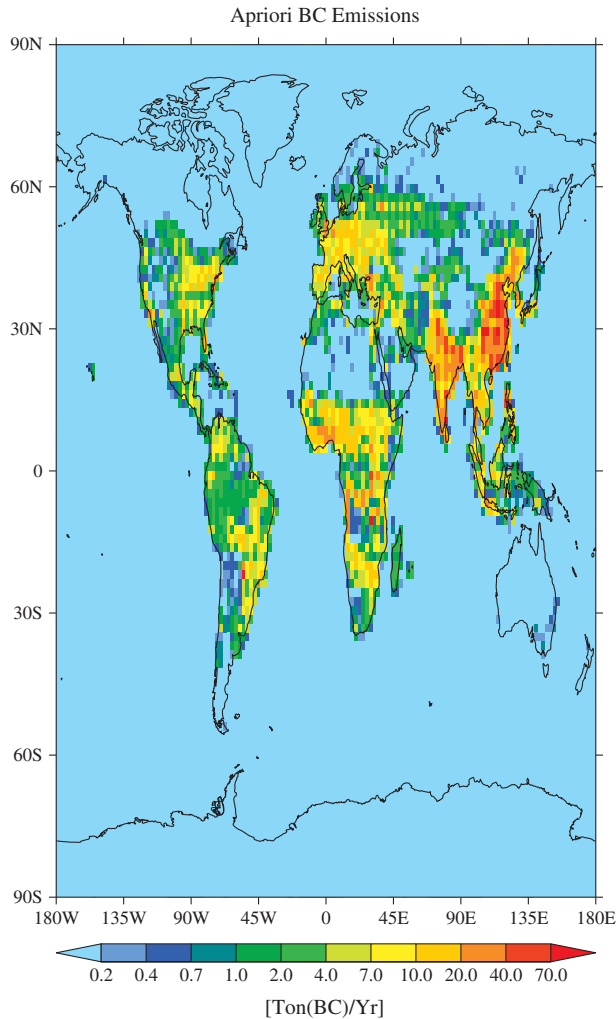 Apriori BC Emissions
90N
60N
30N
0
30S
60S
90S
180W 135W 90W 45W 0 45E 90E 135E 180E
0.2 0.4 0.7 1.0 2.0 4.0 7.0 10.0 20.0 40.0 70.0
[Ton(BC)/Yr]